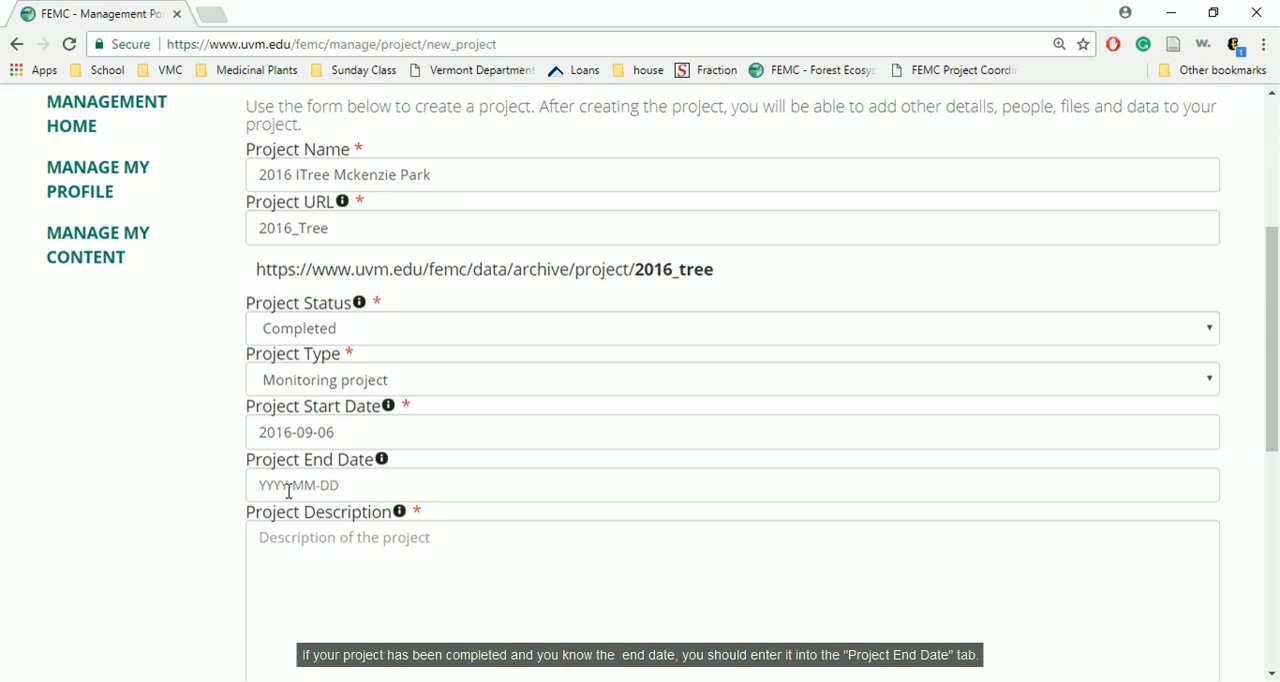 FEMC - Management Po
Secure https://www.uvm.edu/femc/manage/project/new_project
Apps School VMC Medicinal Plants Sunday Class Vermont Department Loans house Fraction FEMC - Forest Ecosys FEMC Project Coordin Other bookmarks
MANAGEMENT
HOME
MANAGE MY
PROFILE
MANAGE MY
CONTENT
Use the form below to create a project. After creating the project, you will be able to add other details, people, files and data to your
project.
Project Name *
2016 ITree Mckenzie Park
Project URL *
2016_Tree
https://www.uvm.edu/femc/data/archive/project/2016_tree
Project Status *
Completed
Project Type *
Monitoring project
Project Start Date *
2016-09-06
Project End Date
YYYY-MM-DD
Project Description *
Description of the project
If your project has been completed and you know the end date, you should enter it into the "Project End Date" tab.